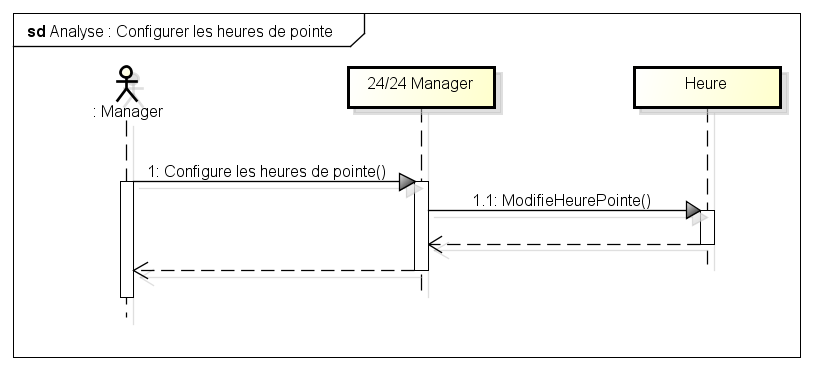 sd Analyse : Configurer les heures de pointe
: Manager
24/24 Manager
Heure
1: Configure les heures de pointe()
1.1: ModifieHeurePointe()